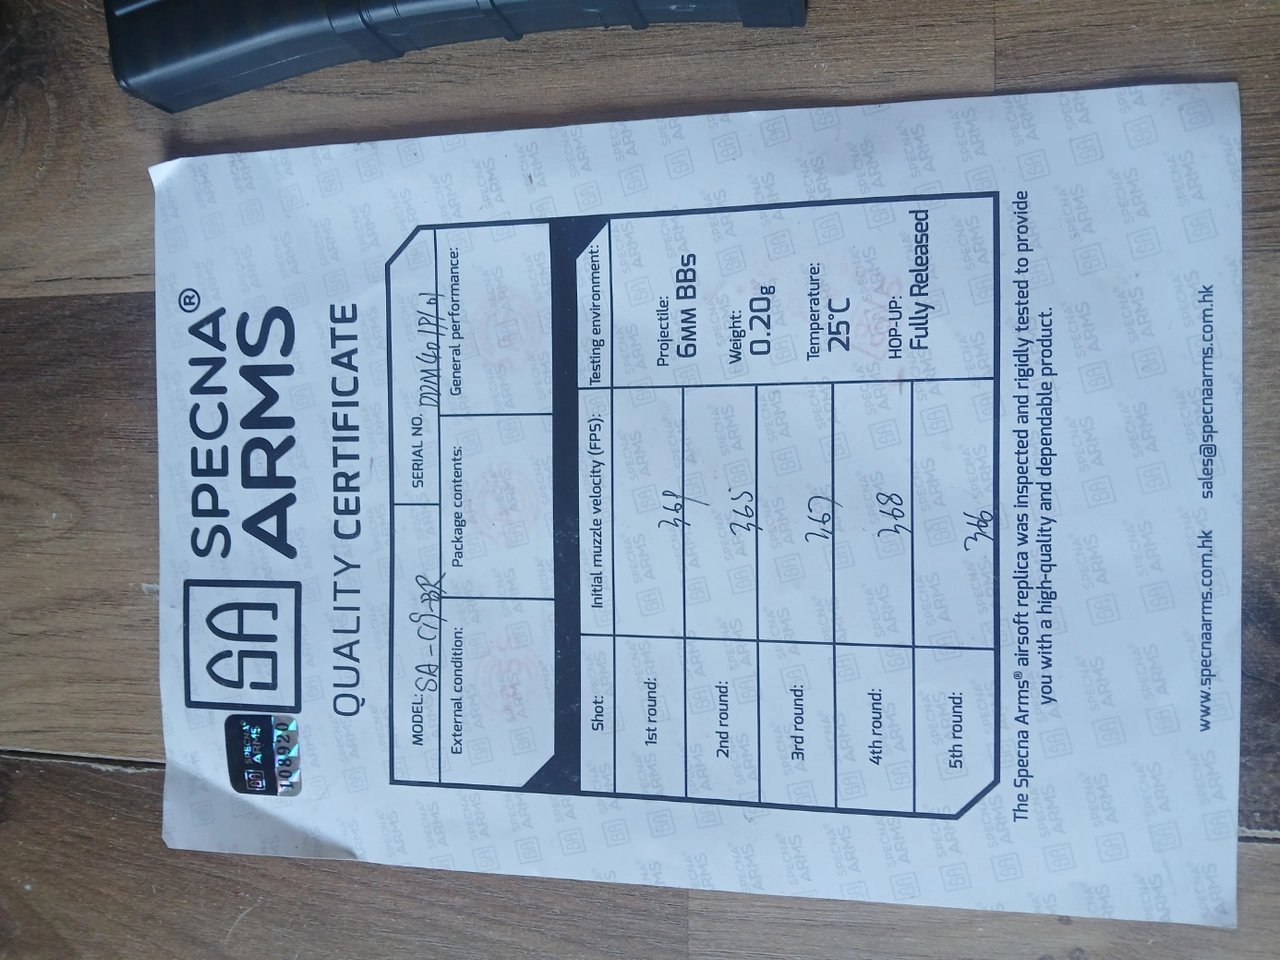 SPECNA®
ARMS
SPECNA
ARMS
108920
QUALITY CERTIFICATE
MODEL: SERIAL NO.
External condition: Package contents: General performance:
Shot: Initial muzzle velocity (FPS): Testing environment:
1st round:
Projectile:
6MM BBs
2nd round: 365
Weight:
0.20g
3rd round: 367
Temperature:
25°C
4th round: 368
HOP-UP:
Fully Released
5th round: 366
The Specna Arms® airsoft replica was inspected and rigidly tested to provide
you with a high-quality and dependable product.
www.specnaarms.com.hk sales@specnaarms.com.hk